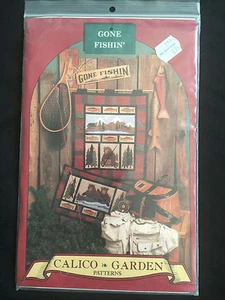 GONE
FISHIN'
GONE FISHIN
CALICO GARDEN
PATTERNS